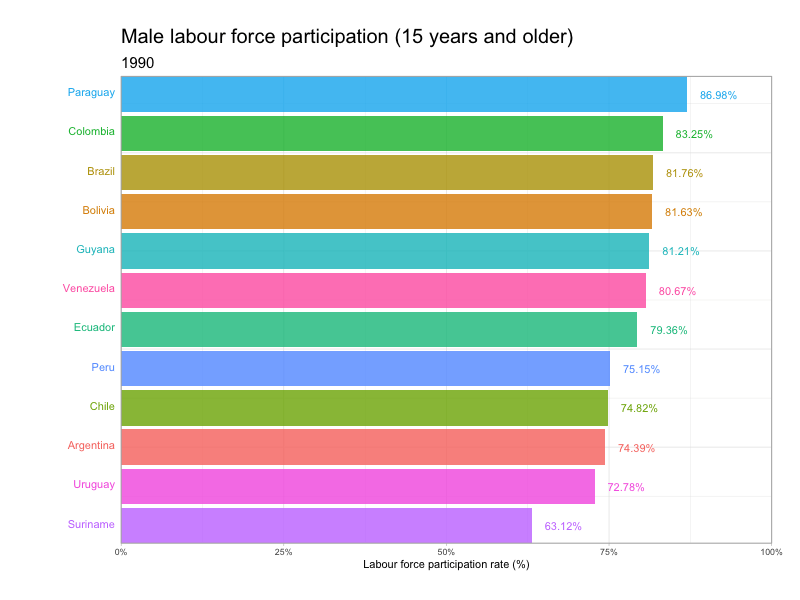 Male labour force participation (15 years and older)
1990
Paraguay 86.98%
Colombia 83.25%
Brazil 81.76%
Bolivia 81.63%
Guyana 81.21%
Venezuela 80.67%
Ecuador 79.36%
Peru 75.15%
Chile 74.82%
Argentina 74.39%
Uruguay 72.78%
Suriname 63.12%
0% 25% 50% 75% 100%
Labour force participation rate (%)